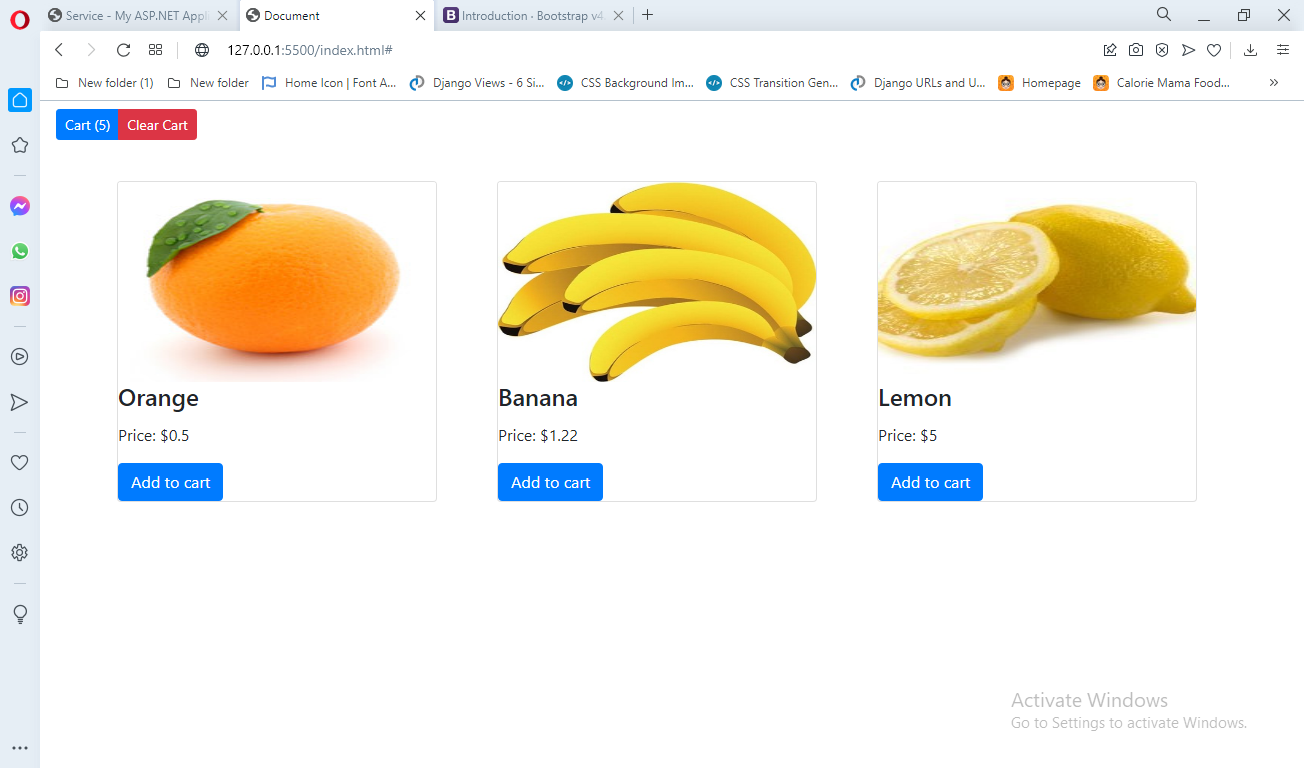 Service - My ASP.NET Appl
Document
Introduction · Bootstrap v4.
127.0.0.1:5500/index.html#
New folder (1)
New folder
Home Icon | Font A...
Django Views - 6 Si...
CSS Background Im...
CSS Transition Gen...
Django URLs and U...
Homepage
Calorie Mama Food...
Cart (5)
Clear Cart
Orange
Price: $0.5
Add to cart
Banana
Price: $1.22
Add to cart
Lemon
Price: $5
Add to cart
Activate Windows
Go to Settings to activate Windows.